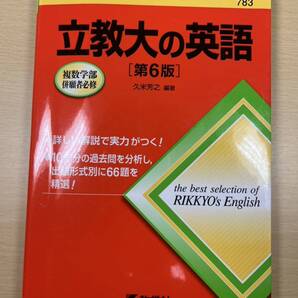 783
立教大の英語
[第6版]
複数学部
併願者必修
久米芳之 編著
詳しい解説で実力がつく!
分の過去問を分析し、
出題形式別に66題を
精選!
the best selection of
RIKKYO's English